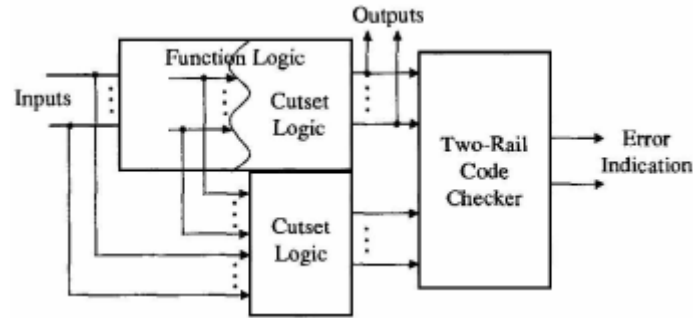 Outputs
Function Logic
Inputs
Cutset
Logic
Two-Rail
Code
Checker
Error
Indication
Cutset
Logic